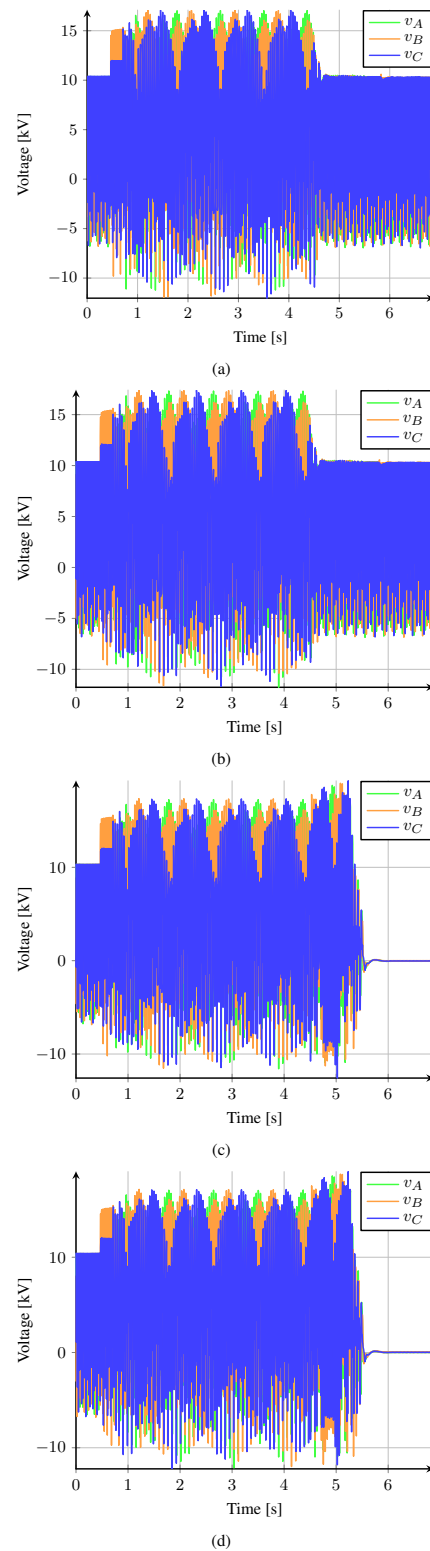 15
10
5
0
−5
−10
0 1 2 3 4 5 6
Voltage [kV]
Time [s]
v_A
v_B
v_C
(a)
15
10
5
0
−5
−10
0 1 2 3 4 5 6
Voltage [kV]
Time [s]
v_A
v_B
v_C
(b)
10
0
−10
0 1 2 3 4 5 6
Voltage [kV]
Time [s]
v_A
v_B
v_C
(c)
10
0
−10
0 1 2 3 4 5 6
Voltage [kV]
Time [s]
v_A
v_B
v_C
(d)